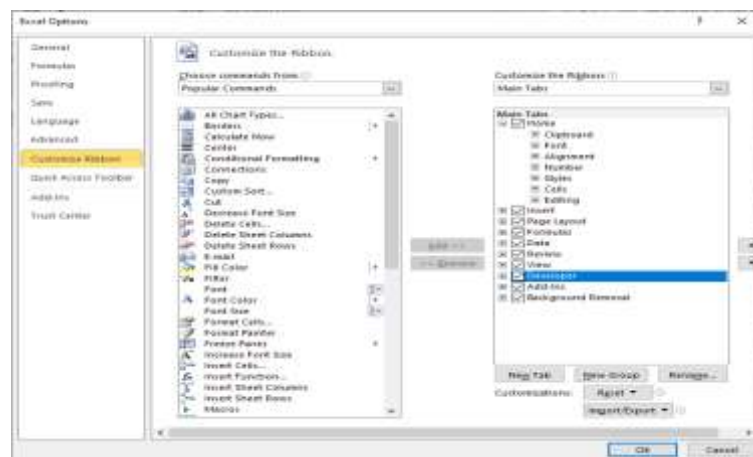 Excel Options
General
Formulas
Proofing
Save
Language
Advanced
Customize Ribbon
Quick Access Toolbar
Add-Ins
Trust Center
Customize the Ribbon.
Choose commands from:
Popular Commands
All Chart Types...
Borders
Calculate Now
Center
Conditional Formatting
Connections
Copy
Custom Sort...
Cut
Decrease Font Size
Delete Cells...
Delete Sheet Columns
Delete Sheet Rows
E-mail
Fill Color
Filter
Font
Font Color
Font Size
Format Cells...
Format Painter
Freeze Panes
Increase Font Size
Insert Cells...
Insert Function...
Insert Sheet Columns
Insert Sheet Rows
Macros
Add >>
<< Remove
Customize the Ribbon:
Main Tabs
Main Tabs
Home
Clipboard
Font
Alignment
Number
Styles
Cells
Editing
Insert
Page Layout
Formulas
Data
Review
View
Developer
Add-Ins
Background Removal
New Tab
New Group
Rename...
Customizations:
Reset
Import/Export
OK
Cancel